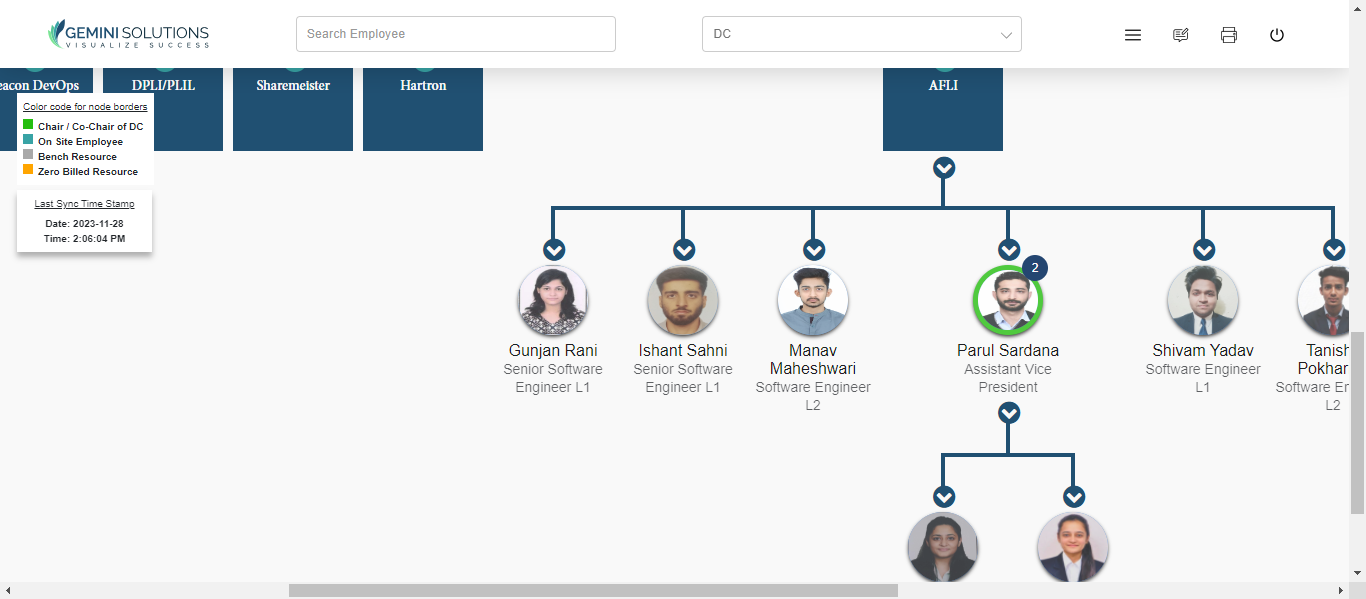 GEMINI SOLUTIONS
VISUALIZE SUCCESS
Search Employee
DC
eacon DevOps
DPLI/PLIL
Sharemeister
Hartron
AFLI
Color code for node borders
Chair / Co-Chair of DC
On Site Employee
Bench Resource
Zero Billed Resource
Last Sync Time Stamp
Date: 2023-11-28
Time: 2:06:04 PM
2
Gunjan Rani
Senior Software
Engineer L1
Ishant Sahni
Senior Software
Engineer L1
Manav
Maheshwari
Software Engineer
L2
Parul Sardana
Assistant Vice
President
Shivam Yadav
Software Engineer
L1
Tanish
Pokhar
Software Er
L2